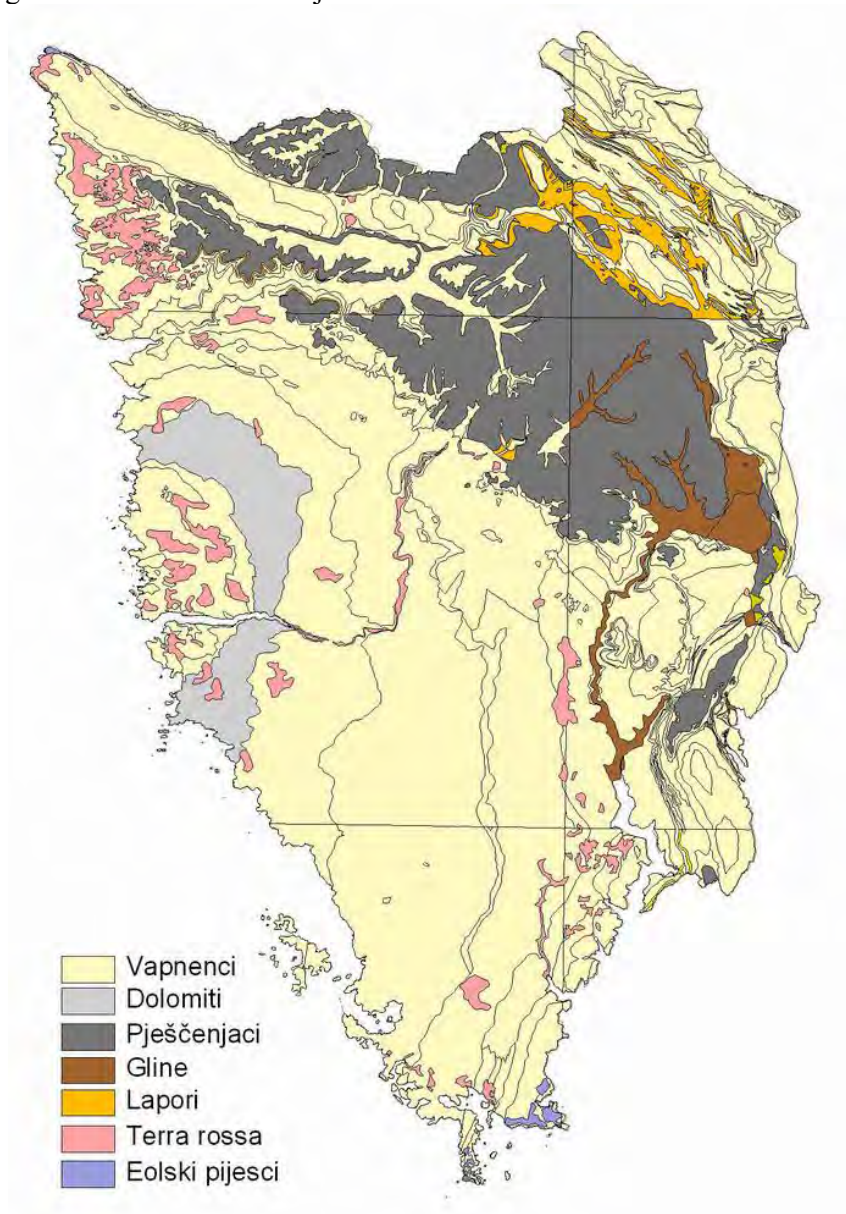 Vapnenci
Dolomiti
Pješčenjaci
Gline
Lapori
Terra rossa
Eolski pijesci